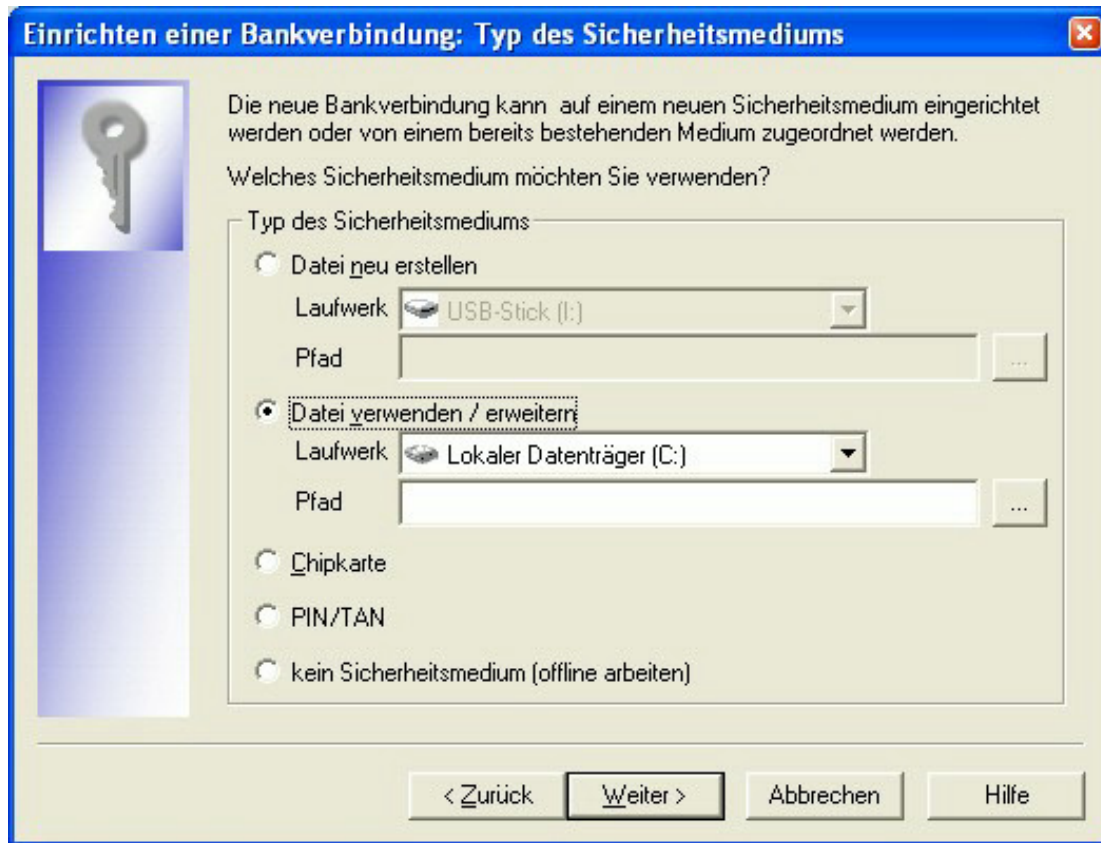 Einrichten einer Bankverbindung: Typ des Sicherheitsmediums
Die neue Bankverbindung kann auf einem neuen Sicherheitsmedium eingerichtet
werden oder von einem bereits bestehenden Medium zugeordnet werden.
Welches Sicherheitsmedium möchten Sie verwenden?
Typ des Sicherheitsmediums
Datei neu erstellen
Laufwerk USB-Stick (I:)
Pfad ...
Datei verwenden / erweitern
Laufwerk Lokaler Datenträger (C:)
Pfad ...
Chipkarte
PIN/TAN
kein Sicherheitsmedium (offline arbeiten)
< Zurück Weiter > Abbrechen Hilfe